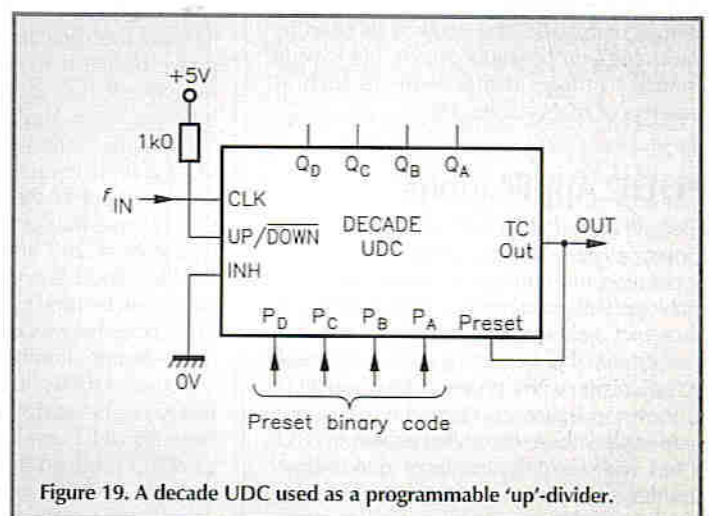 +5V
1k0
Q_D Q_C Q_B Q_A
f_IN
CLK
UP/D̅O̅W̅N̅
DECADE
UDC
TC
Out
OUT
INH
P_D P_C P_B P_A Preset
0V
Preset binary code
Figure 19. A decade UDC used as a programmable 'up'-divider.